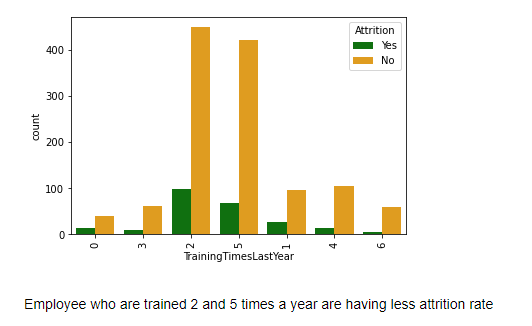 Attrition
Yes
No
400
300
200
100
0
count
0
3
2
5
1
4
6
TrainingTimesLastYear
Employee who are trained 2 and 5 times a year are having less attrition rate